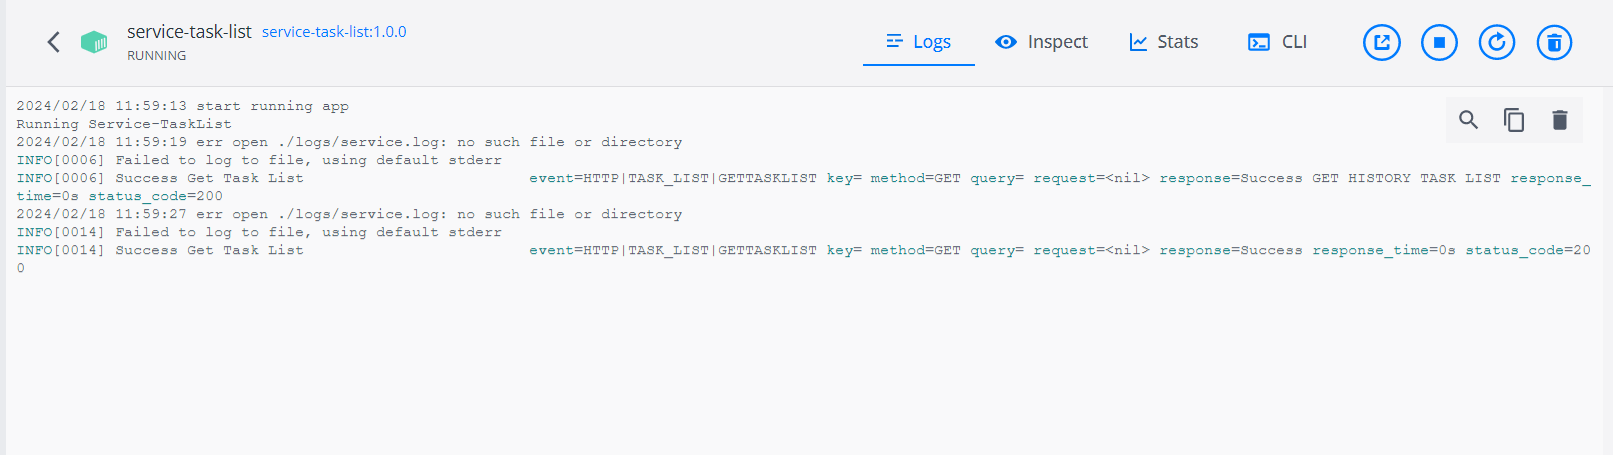 service-task-list service-task-list:1.0.0
RUNNING
Logs Inspect Stats CLI
2024/02/18 11:59:13 start running app
Running Service-TaskList
2024/02/18 11:59:19 err open ./logs/service.log: no such file or directory
INFO[0006] Failed to log to file, using default stderr
INFO[0006] Success Get Task List event=HTTP|TASK_LIST|GETTASKLIST key= method=GET query= request=<nil> response=Success GET HISTORY TASK LIST response_
time=0s status_code=200
2024/02/18 11:59:27 err open ./logs/service.log: no such file or directory
INFO[0014] Failed to log to file, using default stderr
INFO[0014] Success Get Task List event=HTTP|TASK_LIST|GETTASKLIST key= method=GET query= request=<nil> response=Success response_time=0s status_code=20
0